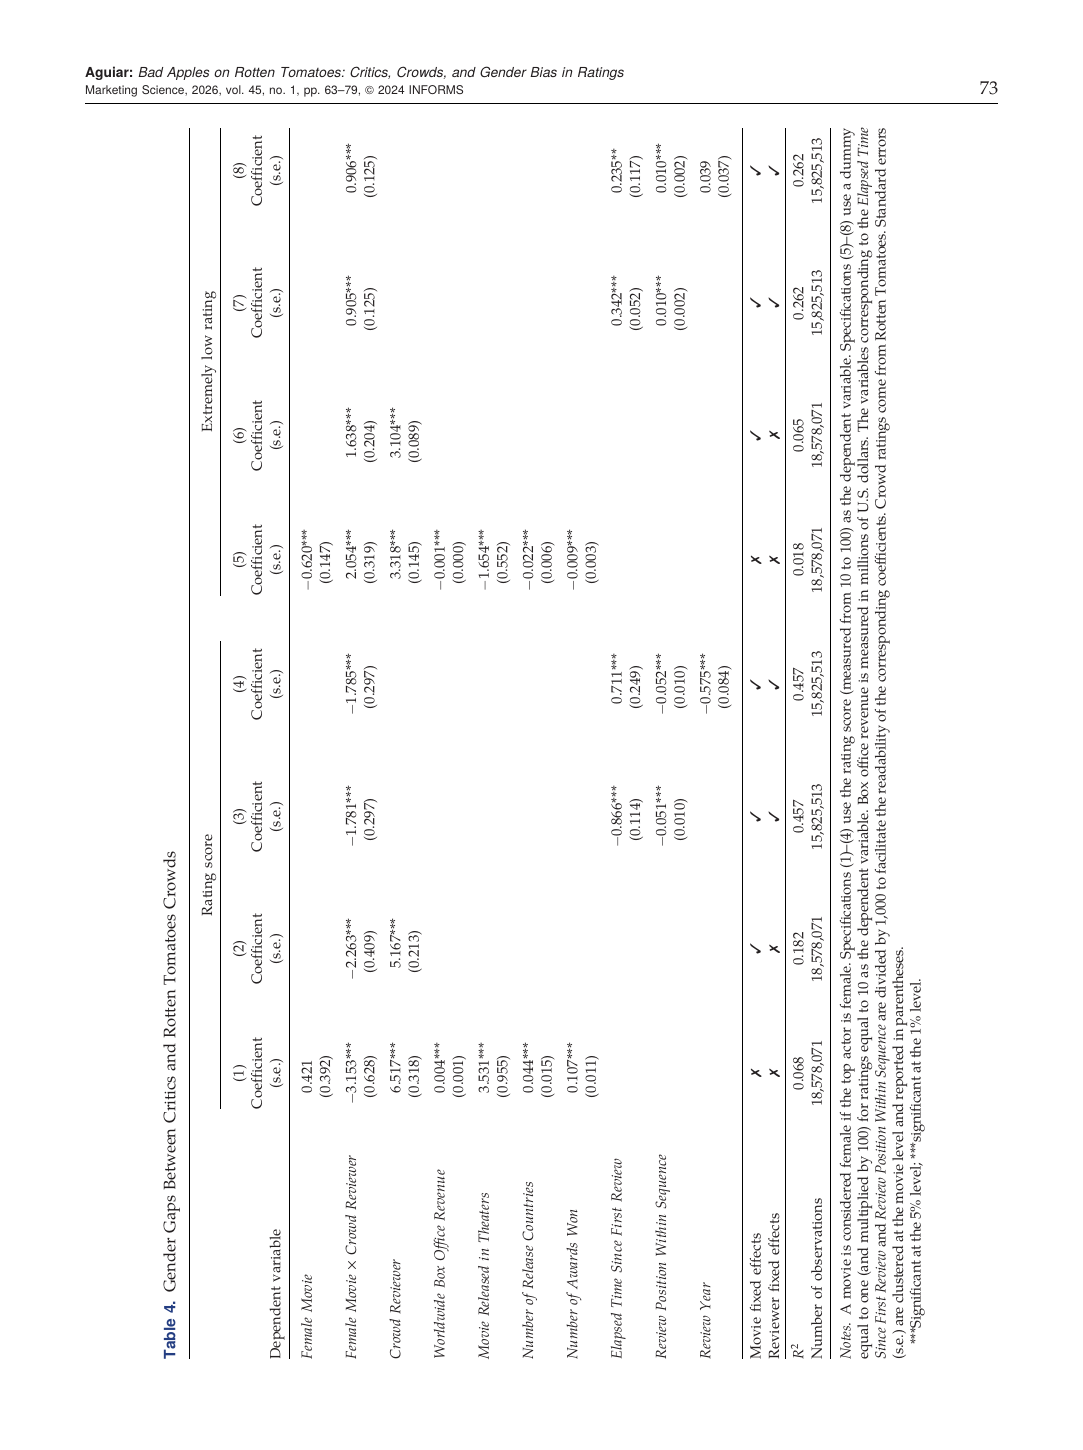 Aguiar: Bad Apples on Rotten Tomatoes: Critics, Crowds, and Gender Bias in Ratings
Marketing Science, 2026, vol. 45, no. 1, pp. 63–79, © 2024 INFORMS
73
Table 4. Gender Gaps Between Critics and Rotten Tomatoes Crowds
Rating score Extremely low rating
(1) (2) (3) (4) (5) (6) (7) (8)
Coefficient Coefficient Coefficient Coefficient Coefficient Coefficient Coefficient Coefficient
Dependent variable (s.e.) (s.e.) (s.e.) (s.e.) (s.e.) (s.e.) (s.e.) (s.e.)
Female Movie 0.421 −0.620***
(0.392) (0.147)
Female Movie × Crowd Reviewer −3.153*** −2.263*** −1.781*** −1.785*** 2.054*** 1.638*** 0.905*** 0.906***
(0.628) (0.409) (0.297) (0.297) (0.319) (0.204) (0.125) (0.125)
Crowd Reviewer 6.517*** 5.167*** 3.318*** 3.104***
(0.318) (0.213) (0.145) (0.089)
Worldwide Box Office Revenue 0.004*** −0.001***
(0.001) (0.000)
Movie Released in Theaters 3.531*** −1.654***
(0.955) (0.552)
Number of Release Countries 0.044*** −0.022***
(0.015) (0.006)
Number of Awards Won 0.107*** −0.009***
(0.011) (0.003)
Elapsed Time Since First Review −0.866*** 0.711*** 0.342*** 0.235**
(0.114) (0.249) (0.052) (0.117)
Review Position Within Sequence −0.051*** −0.052*** 0.010*** 0.010***
(0.010) (0.010) (0.002) (0.002)
Review Year −0.575*** 0.039
(0.084) (0.037)
Movie fixed effects ✗ ✓ ✓ ✓ ✗ ✓ ✓ ✓
Reviewer fixed effects ✗ ✗ ✓ ✓ ✗ ✗ ✓ ✓
R² 0.068 0.182 0.457 0.457 0.018 0.065 0.262 0.262
Number of observations 18,578,071 18,578,071 15,825,513 15,825,513 18,578,071 18,578,071 15,825,513 15,825,513
Notes. A movie is considered female if the top actor is female. Specifications (1)–(4) use the rating score (measured from 10 to 100) as the dependent variable. Specifications (5)–(8) use a dummy
equal to one (and multiplied by 100) for ratings equal to 10 as the dependent variable. Box office revenue is measured in millions of U.S. dollars. The variables corresponding to the Elapsed Time
Since First Review and Review Position Within Sequence are divided by 1,000 to facilitate the readability of the corresponding coefficients. Crowd ratings come from Rotten Tomatoes. Standard errors
(s.e.) are clustered at the movie level and reported in parentheses.
**Significant at the 5% level; ***significant at the 1% level.